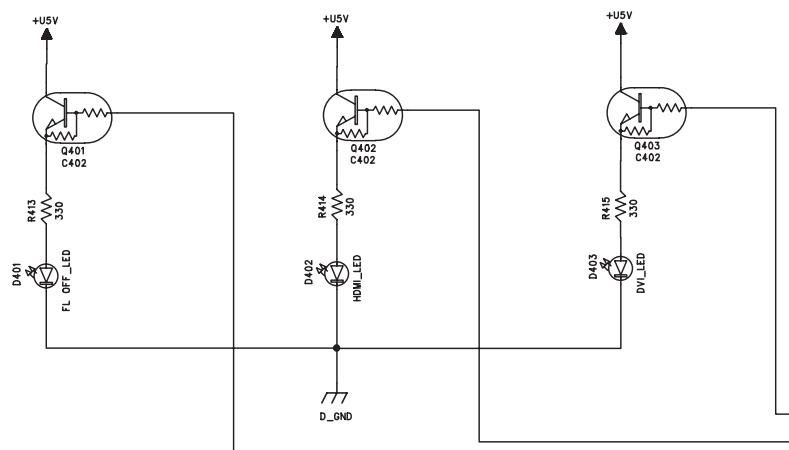 +U5V
+U5V
+U5V
Q401
C402
Q402
C402
Q403
C402
R413
330
R414
330
R415
330
D401
FL OFF_LED
D402
HDMI_LED
D403
DVI_LED
D_GND